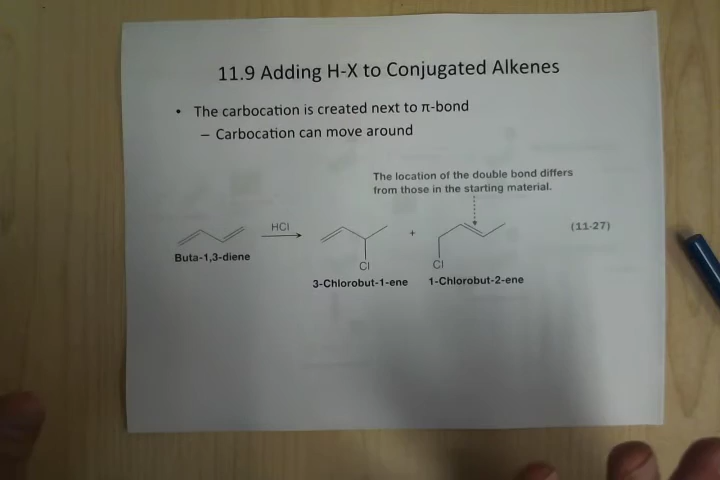 11.9 Adding H-X to Conjugated Alkenes
• The carbocation is created next to π-bond
– Carbocation can move around
The location of the double bond differs
from those in the starting material.
HCl
+
(11-27)
Cl
Cl
Buta-1,3-diene
3-Chlorobut-1-ene
1-Chlorobut-2-ene